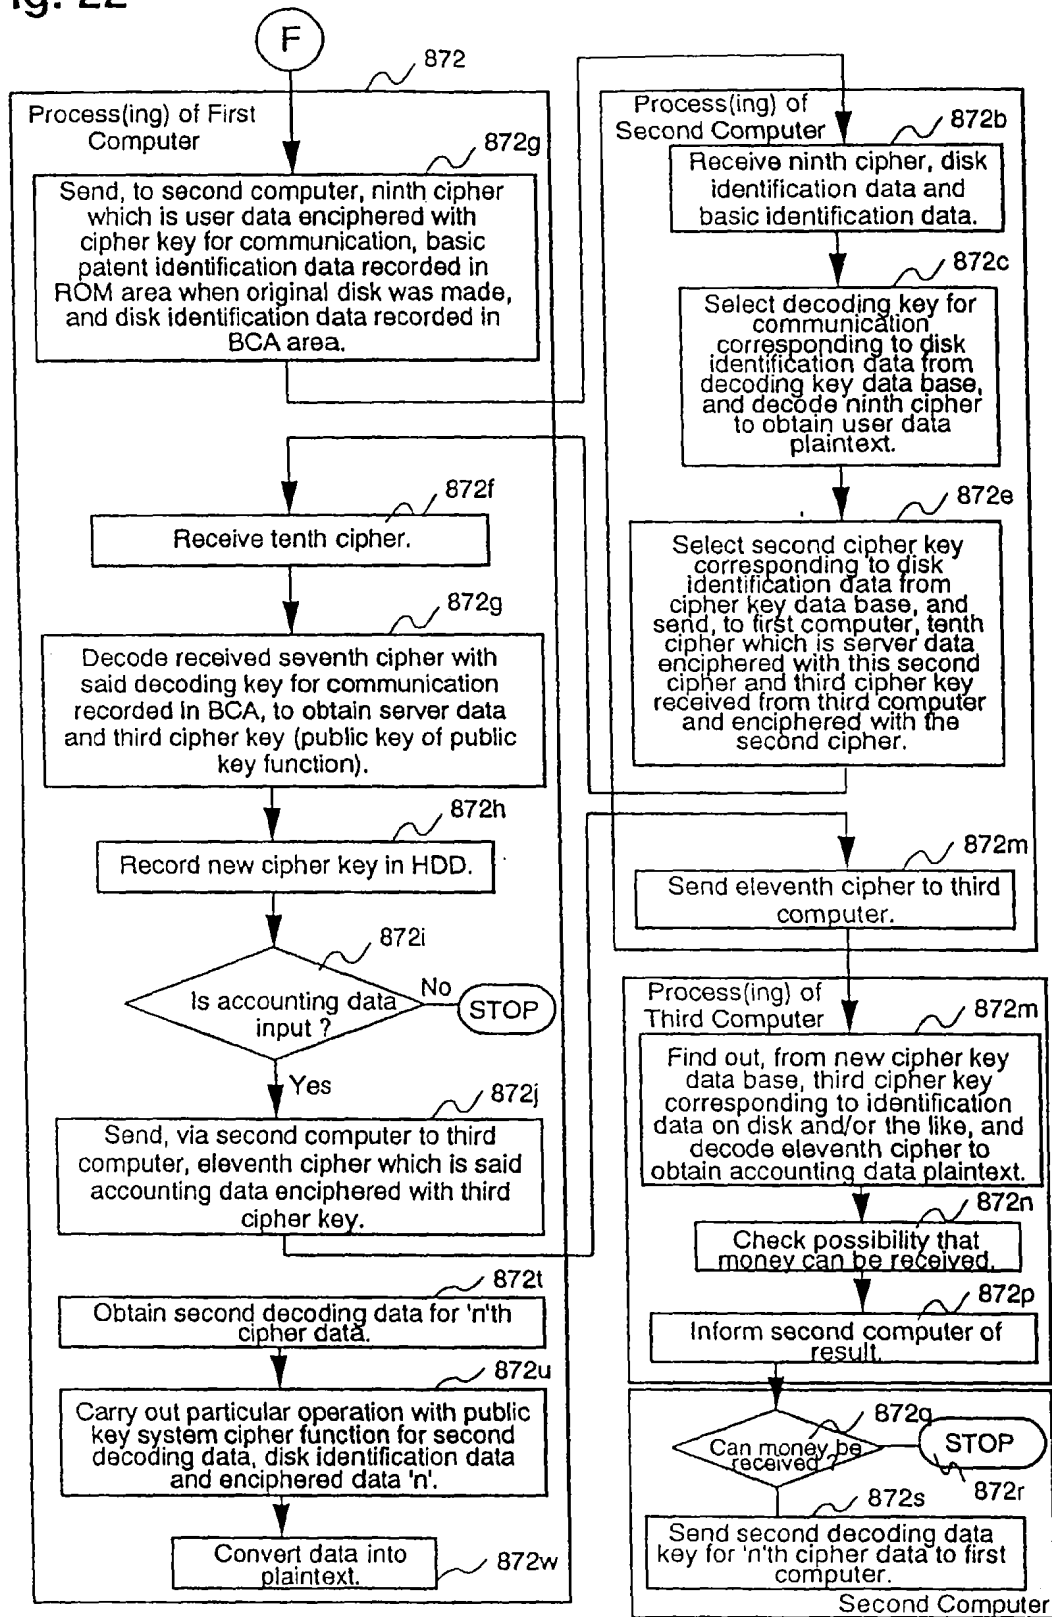 Fig. 22
F
872
Process(ing) of First
Computer
872g
Send, to second computer, ninth cipher
which is user data enciphered with
cipher key for communication, basic
patent identification data recorded in
ROM area when original disk was made,
and disk identification data recorded in
BCA area.
872f
Receive tenth cipher.
872g
Decode received seventh cipher with
said decoding key for communication
recorded in BCA, to obtain server data
and third cipher key (public key of public
key function).
872h
Record new cipher key in HDD.
872i
Is accounting data
input ?
No
STOP
Yes
872j
Send, via second computer to third
computer, eleventh cipher which is said
accounting data enciphered with third
cipher key.
872t
Obtain second decoding data for 'n'th
cipher data.
872u
Carry out particular operation with public
key system cipher function for second
decoding data, disk identification data
and enciphered data 'n'.
Convert data into
plaintext.
872w
Process(ing) of
Second Computer
872b
Receive ninth cipher, disk
identification data and
basic identification data.
872c
Select decoding key for
communication
corresponding to disk
identification data from
decoding key data base,
and decode ninth cipher
to obtain user data
plaintext.
872e
Select second cipher key
corresponding to disk
identification data from
cipher key data base, and
send, to first computer, tenth
cipher which is server data
enciphered with this second
cipher and third cipher key
received from third computer
and enciphered with the
second cipher.
872m
Send eleventh cipher to third
computer.
Process(ing) of
Third Computer
872m
Find out, from new cipher key
data base, third cipher key
corresponding to identification
data on disk and/or the like, and
decode eleventh cipher to
obtain accounting data plaintext.
872n
Check possibility that
money can be received.
872p
Inform second computer of
result.
872q
Can money be
received ?
STOP
872r
872s
Send second decoding data
key for 'n'th cipher data to first
computer.
Second Computer